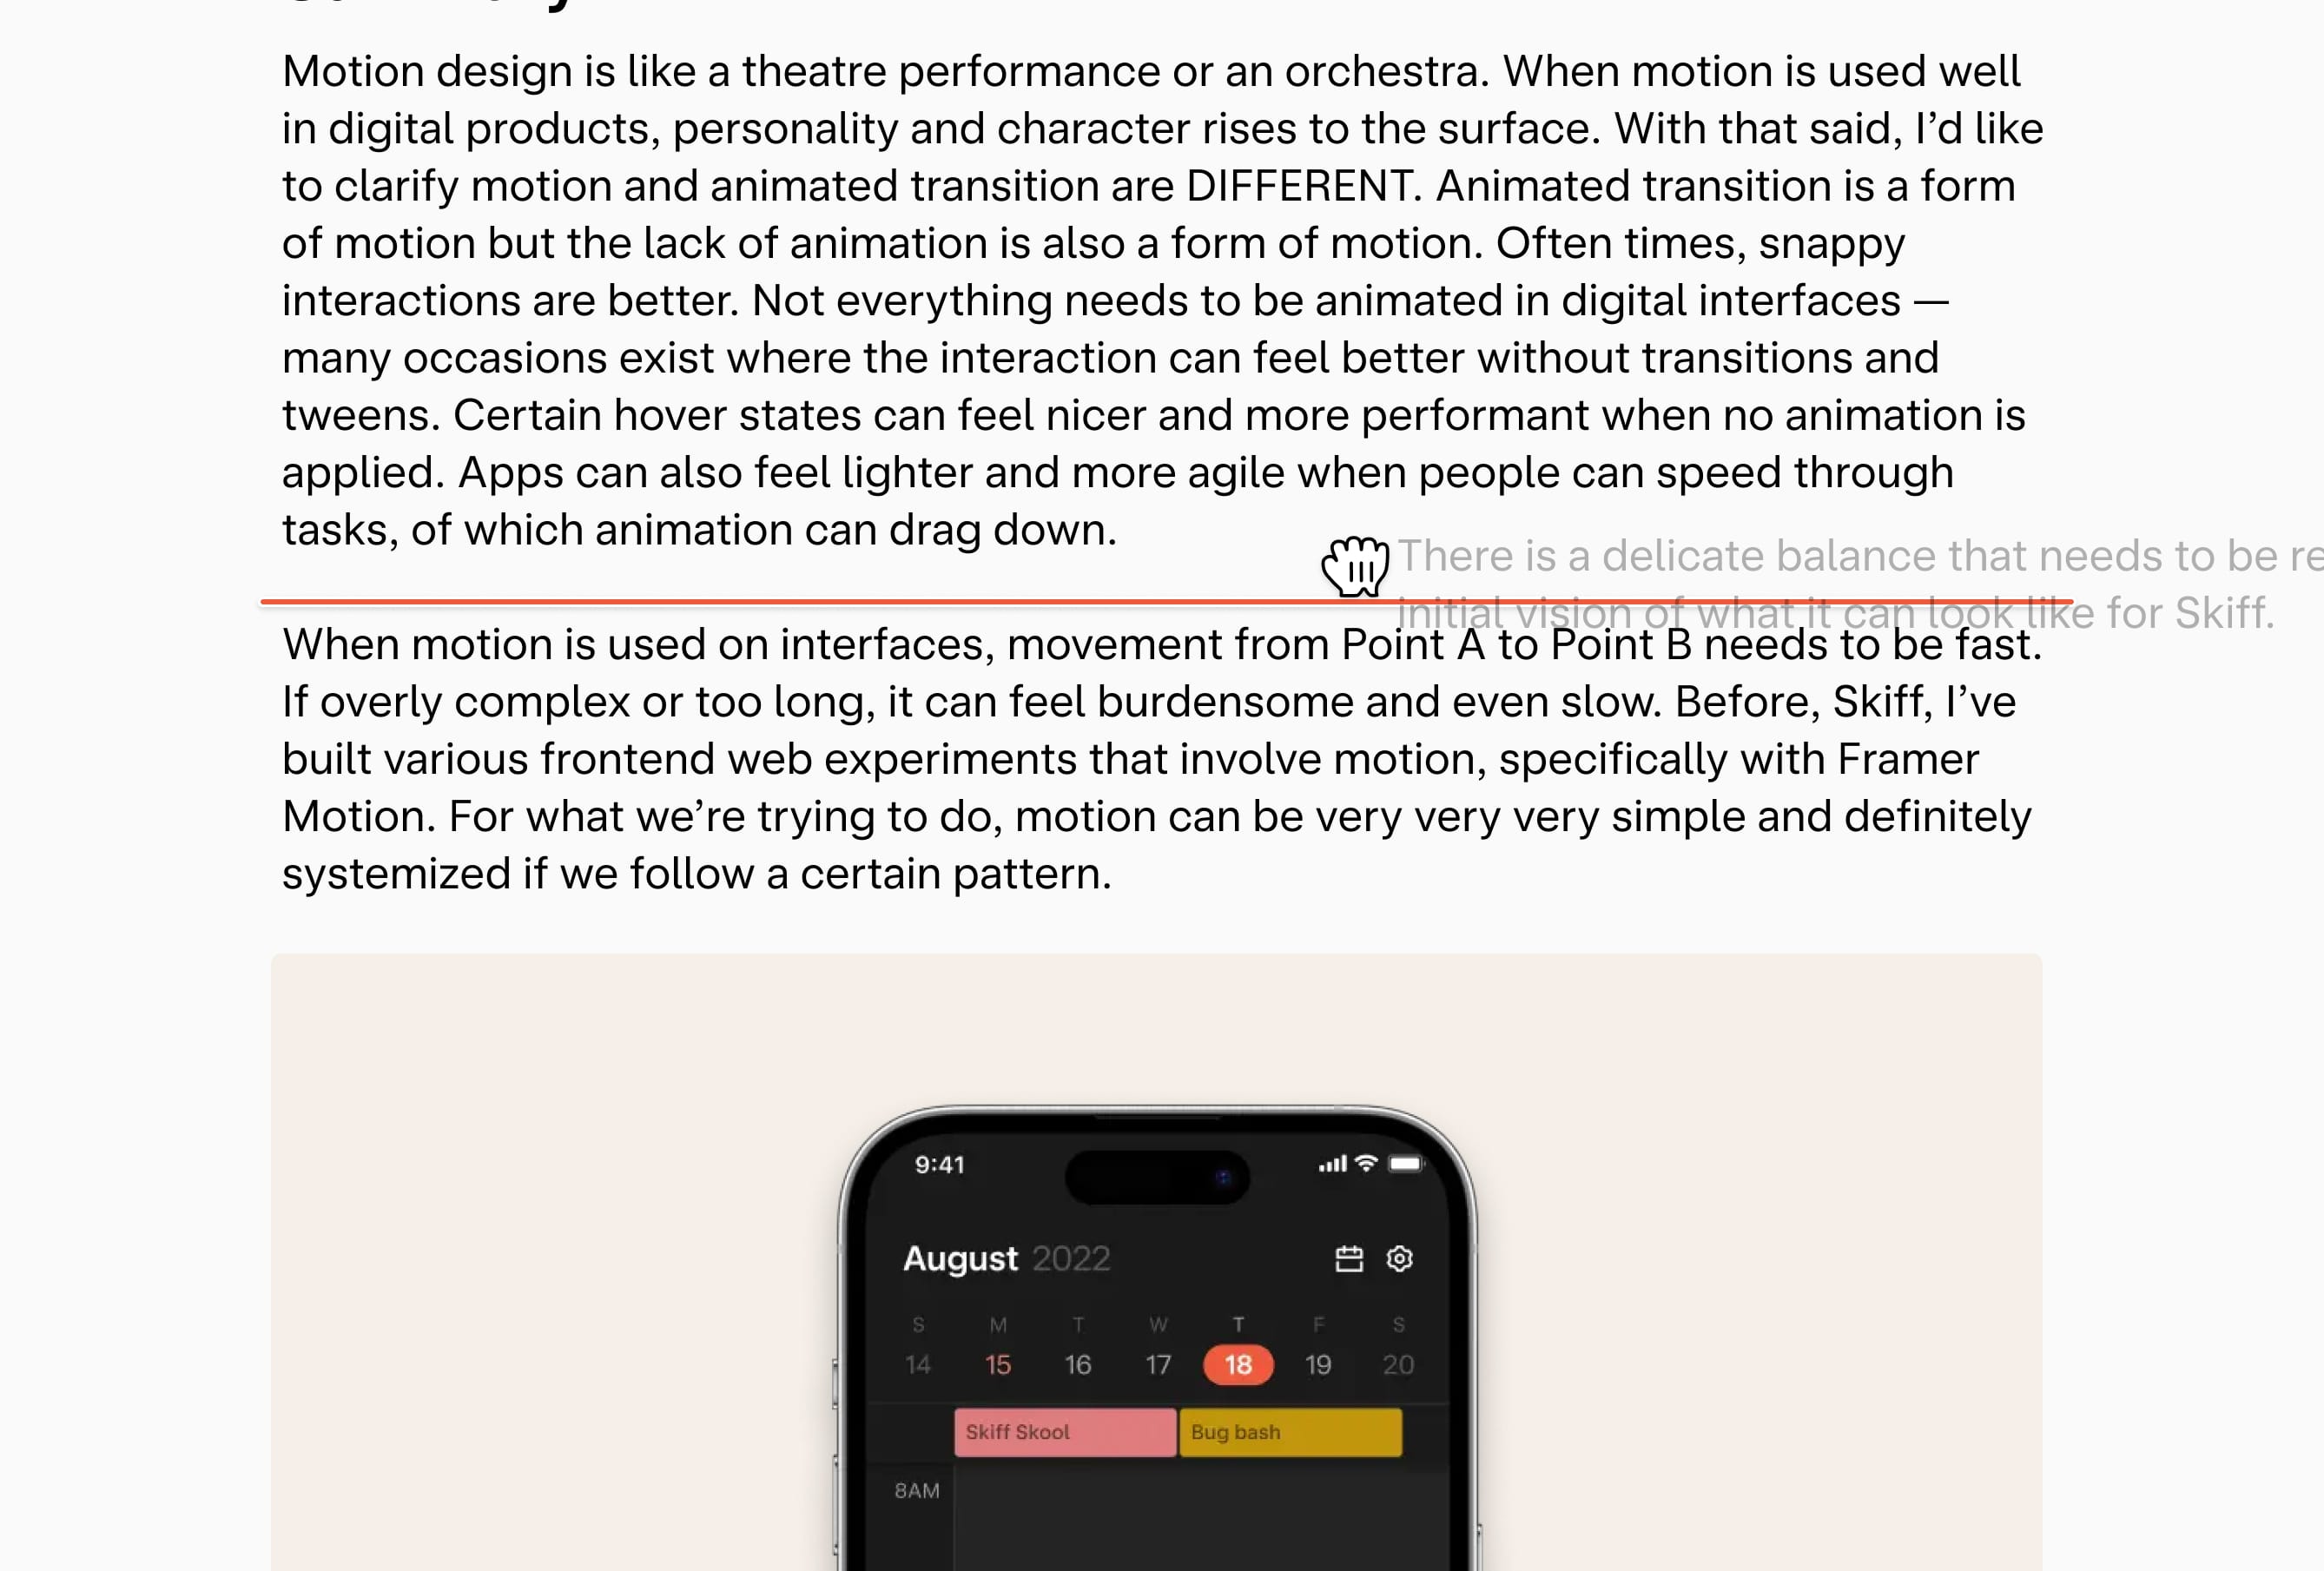 Motion design is like a theatre performance or an orchestra. When motion is used well
in digital products, personality and character rises to the surface. With that said, I’d like
to clarify motion and animated transition are DIFFERENT. Animated transition is a form
of motion but the lack of animation is also a form of motion. Often times, snappy
interactions are better. Not everything needs to be animated in digital interfaces —
many occasions exist where the interaction can feel better without transitions and
tweens. Certain hover states can feel nicer and more performant when no animation is
applied. Apps can also feel lighter and more agile when people can speed through
tasks, of which animation can drag down.
There is a delicate balance that needs to be re
initial vision of what it can look like for Skiff.
When motion is used on interfaces, movement from Point A to Point B needs to be fast.
If overly complex or too long, it can feel burdensome and even slow. Before, Skiff, I’ve
built various frontend web experiments that involve motion, specifically with Framer
Motion. For what we’re trying to do, motion can be very very very simple and definitely
systemized if we follow a certain pattern.
9:41
August 2022
S M T W T F S
14 15 16 17 18 19 20
Skiff Skool Bug bash
8AM